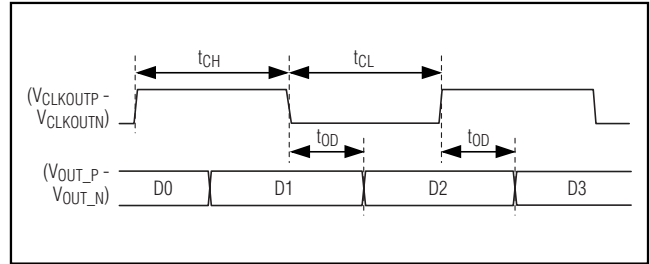 tCH
tCL
(VCLKOUTP -
VCLKOUTN)
tOD
tOD
(VOUT_P -
VOUT_N)
D0
D1
D2
D3